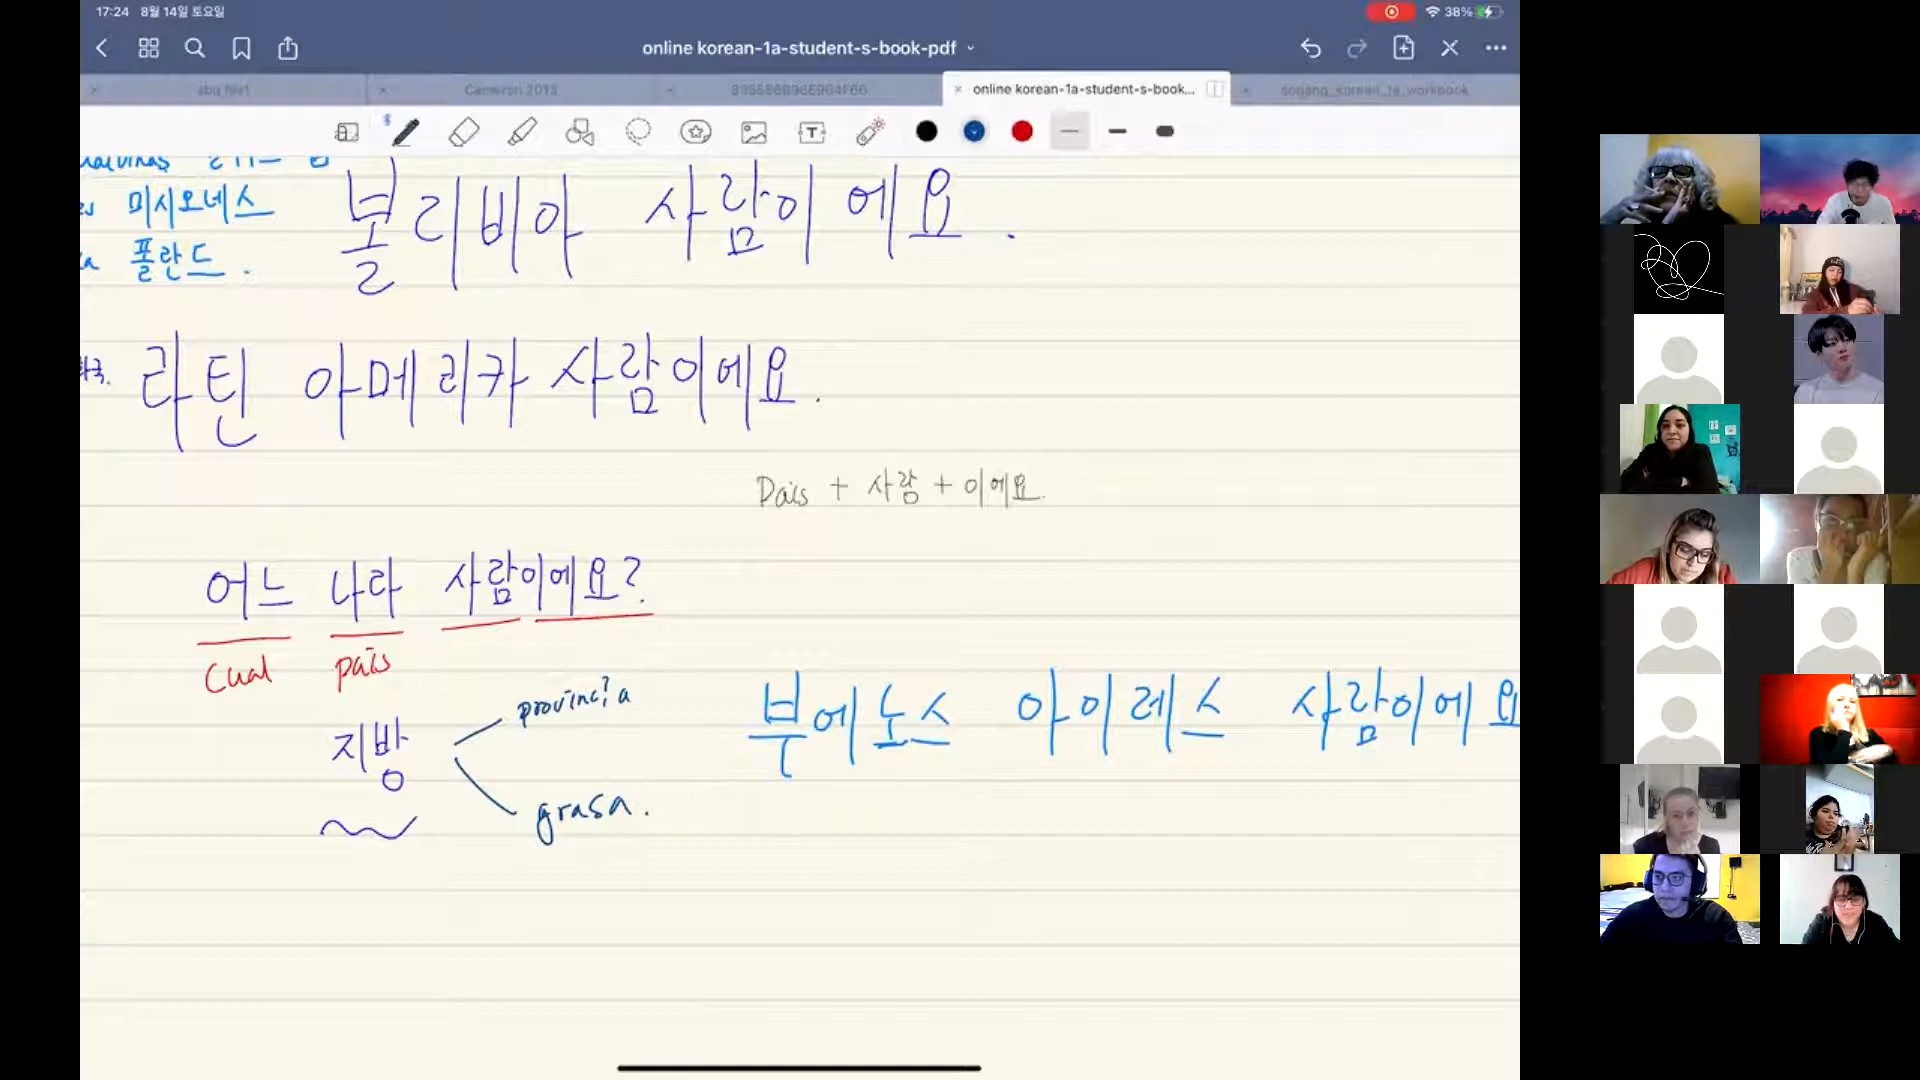 17:24 8월 14일 토요일
38%
online korean-1a-student-s-book-pdf
Cameron 2013
online korean-1a-student-s-book...
sogang_korean_1a_workbook
T
볼리비아 사람이에요.
미시오네스
폴란드.
라틴 아메리카 사람이에요.
País + 사람 + 이에요.
어느 나라 사람이에요?
Cual país
provincia
부에노스 아이레스 사람이에요
지방
grasa.